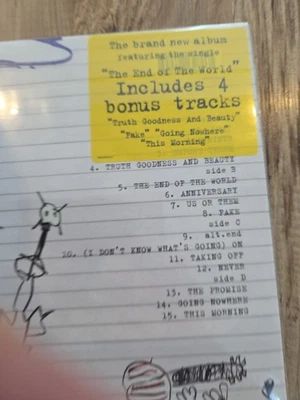 The brand new album
featuring the single
"The End of The World"
Includes 4
bonus tracks
"Truth Goodness And Beauty"
"Fake" "Going Nowhere"
"This Morning"
4. TRUTH GOODNESS AND BEAUTY
side B
5. THE END OF THE WORLD
6. ANNIVERSARY
7. US OR THEM
8. FAKE
side C
9. alt.end
10. (I DON'T KNOW WHAT'S GOING) ON
11. TAKING OFF
12. NEVER
side D
13. THE PROMISE
14. GOING NOWHERE
15. THIS MORNING